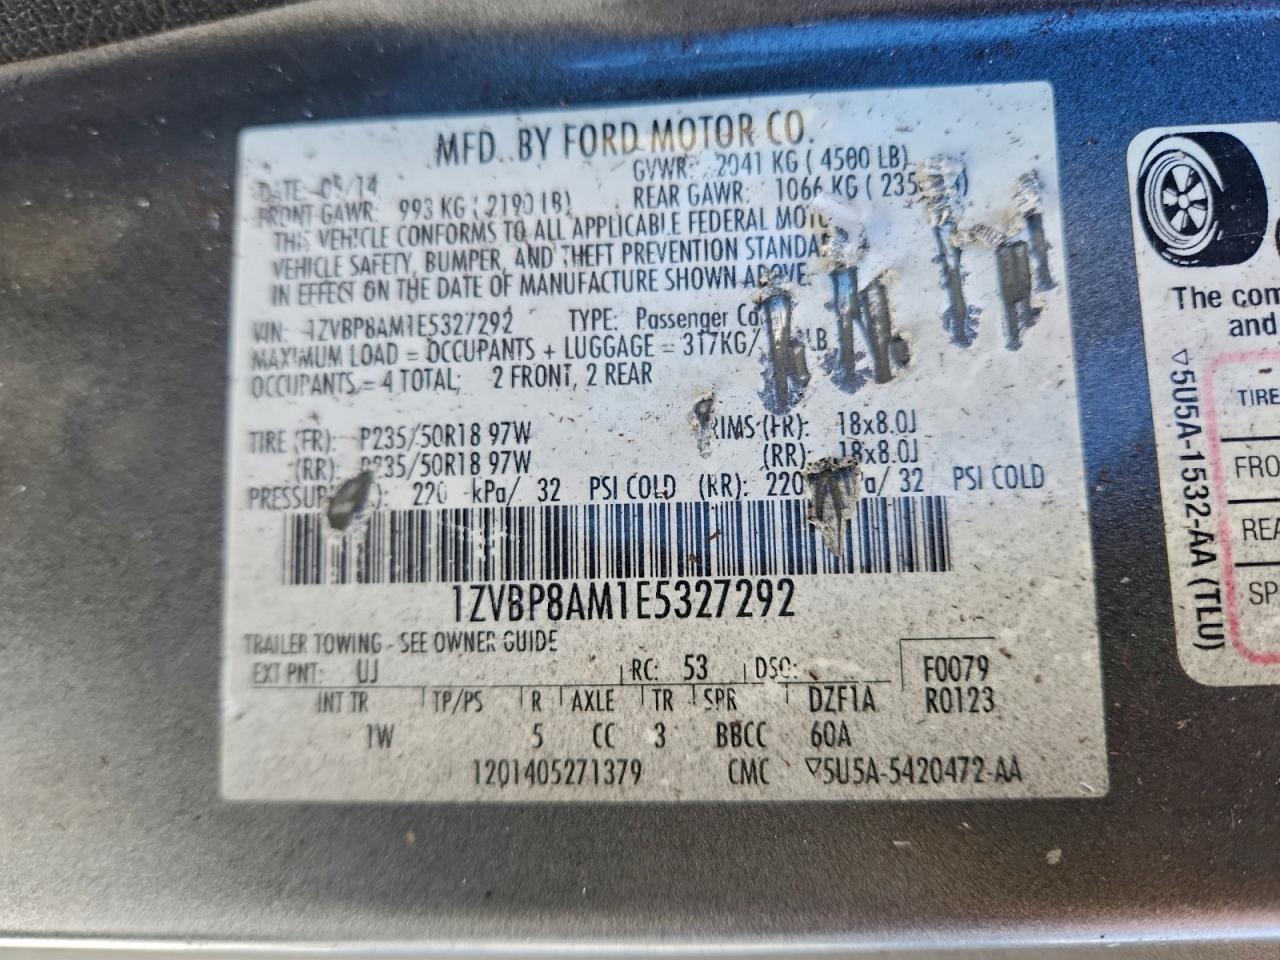 MFD. BY FORD MOTOR CO.
DATE: 05/14 GVWR: 2041 KG ( 4500 LB)
FRONT GAWR: 993 KG ( 2190 LB) REAR GAWR: 1066 KG ( 235
THIS VEHICLE CONFORMS TO ALL APPLICABLE FEDERAL MOTO
VEHICLE SAFETY, BUMPER, AND THEFT PREVENTION STANDA
IN EFFECT ON THE DATE OF MANUFACTURE SHOWN ABOVE.
VIN: 1ZVBP8AM1E5327292 TYPE: Passenger Ca
MAXIMUM LOAD = OCCUPANTS + LUGGAGE = 317KG/ LB
OCCUPANTS = 4 TOTAL; 2 FRONT, 2 REAR
TIRE (FR): P235/50R18 97W RIMS (FR): 18x8.0J
(RR): P235/50R18 97W (RR): 18x8.0J
PRESSU ): 220 kPa/ 32 PSI COLD (RR): 220 a/ 32 PSI COLD
1ZVBP8AM1E5327292
TRAILER TOWING - SEE OWNER GUIDE
EXT PNT: UJ RC: 53 DSO: F0079
INT TR TP/PS R AXLE TR SPR DZF1A R0123
1W 5 CC 3 BBCC 60A
1201405271379 CMC ▽5U5A-5420472-AA
The com
and
▽5U5A-1532-AA (TLU)
TIRE
FRO
REA
SP